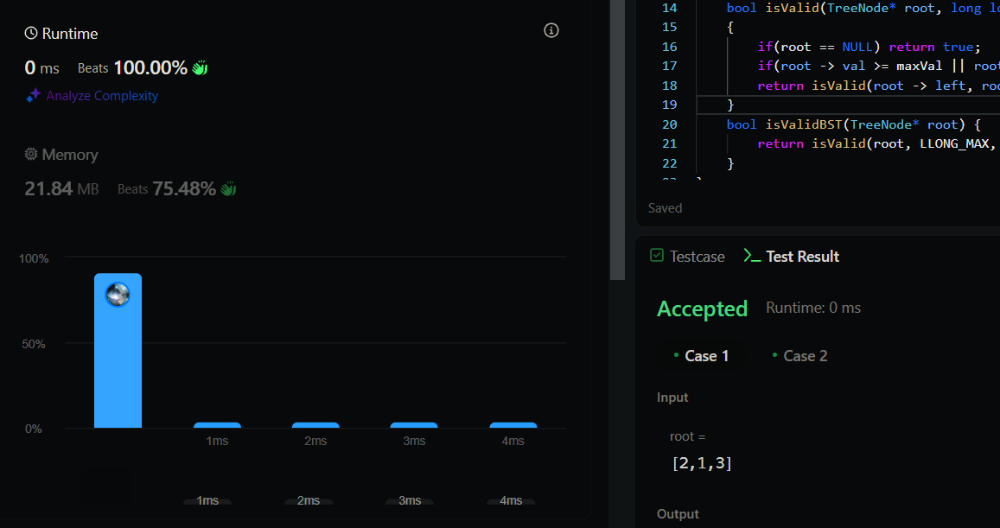 Runtime
0 ms Beats 100.00%
Analyze Complexity
Memory
21.84 MB Beats 75.48%
100%
50%
0%
1ms 2ms 3ms 4ms
1ms 2ms 3ms 4ms
14 bool isValid(TreeNode* root, long lo
15 {
16 if(root == NULL) return true;
17 if(root -> val >= maxVal || root
18 return isValid(root -> left, roo
19 }
20 bool isValidBST(TreeNode* root) {
21 return isValid(root, LLONG_MAX,
22 }
Saved
Testcase >_ Test Result
Accepted Runtime: 0 ms
• Case 1 • Case 2
Input
root =
[2,1,3]
Output